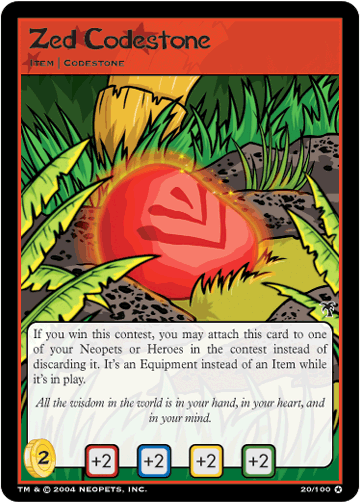 Zed Codestone
Item | Codestone
If you win this contest, you may attach this card to one
of your Neopets or Heroes in the contest instead of
discarding it. It's an Equipment instead of an Item while
it's in play.
All the wisdom in the world is in your hand, in your heart, and
in your mind.
2
+2
+2
+2
+2
TM & © 2004 NEOPETS, INC.
20/100